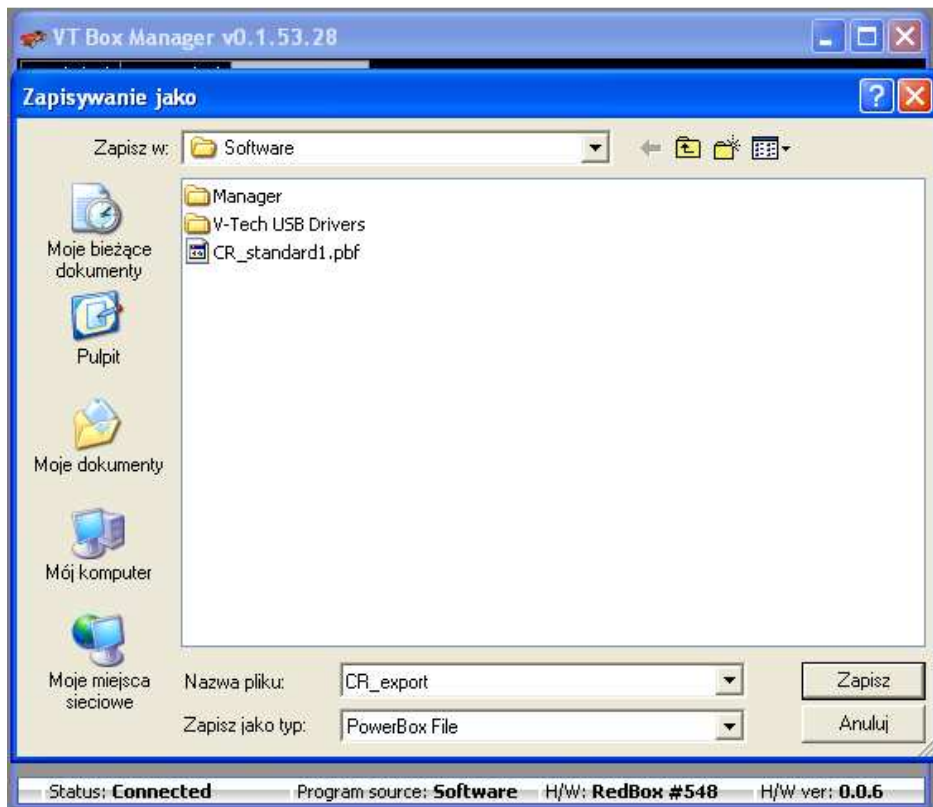 VT Box Manager v0.1.53.28
Zapisywanie jako
Zapisz w: Software
Manager
V-Tech USB Drivers
CR_standard1.pbf
Moje bieżące
dokumenty
Pulpit
Moje dokumenty
Mój komputer
Moje miejsca
sieciowe
Nazwa pliku: CR_export Zapisz
Zapisz jako typ: PowerBox File Anuluj
Status: Connected Program source: Software H/W: RedBox #548 H/W ver: 0.0.6